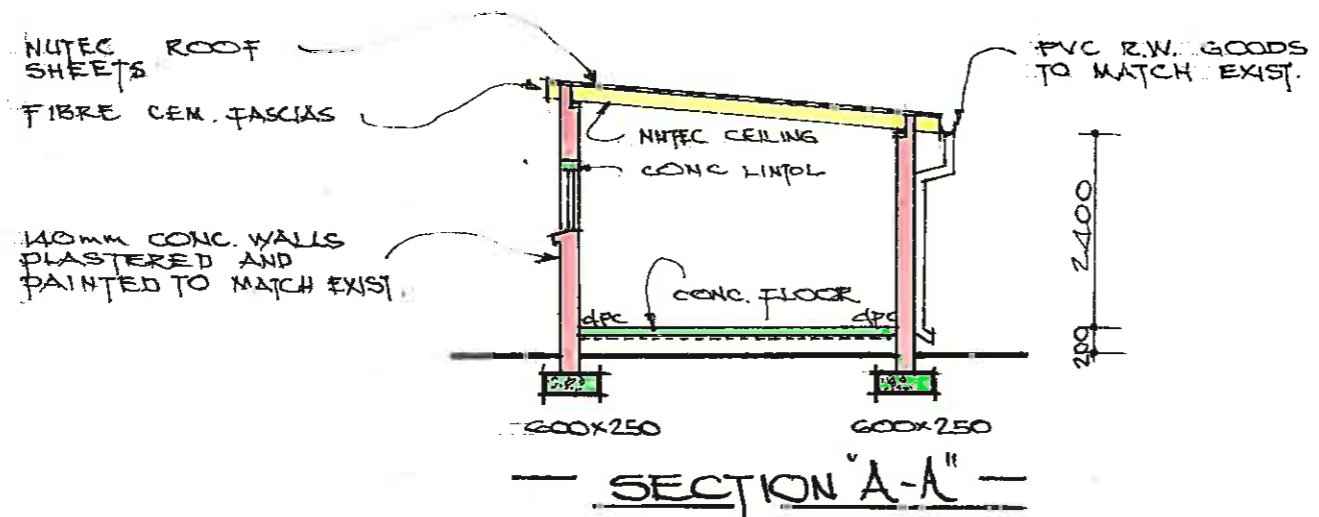 NUTEC ROOF
SHEETS
FIBRE CEM. FASCIAS
140mm CONC. WALLS
PLASTERED AND
PAINTED TO MATCH EXIST.
PVC R.W. GOODS
TO MATCH EXIST.
NUTEC CEILING
CONC LINTOL
CONC. FLOOR
dpc
dpc
2400
200
600x250
600x250
SECTION "A-A"